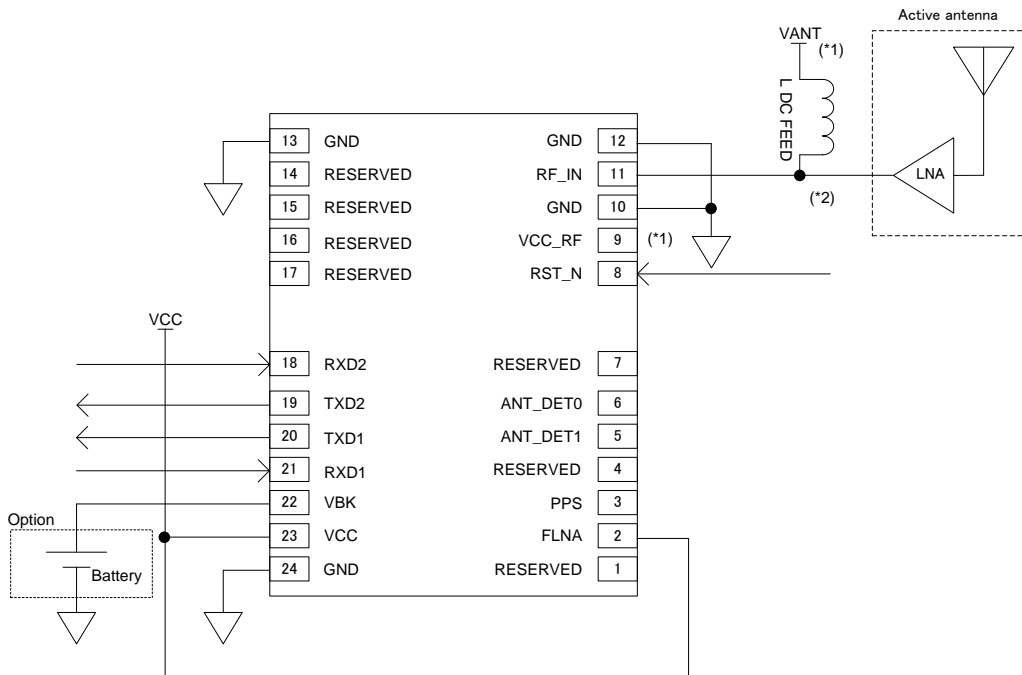 Active antenna
VANT
(*1)
L DC FEED
LNA
(*2)
13 GND
GND 12
14 RESERVED
RF_IN 11
15 RESERVED
GND 10
16 RESERVED
VCC_RF 9 (*1)
17 RESERVED
RST_N 8
VCC
18 RXD2
RESERVED 7
19 TXD2
ANT_DET0 6
20 TXD1
ANT_DET1 5
21 RXD1
RESERVED 4
22 VBK
PPS 3
Option
23 VCC
FLNA 2
Battery
24 GND
RESERVED 1